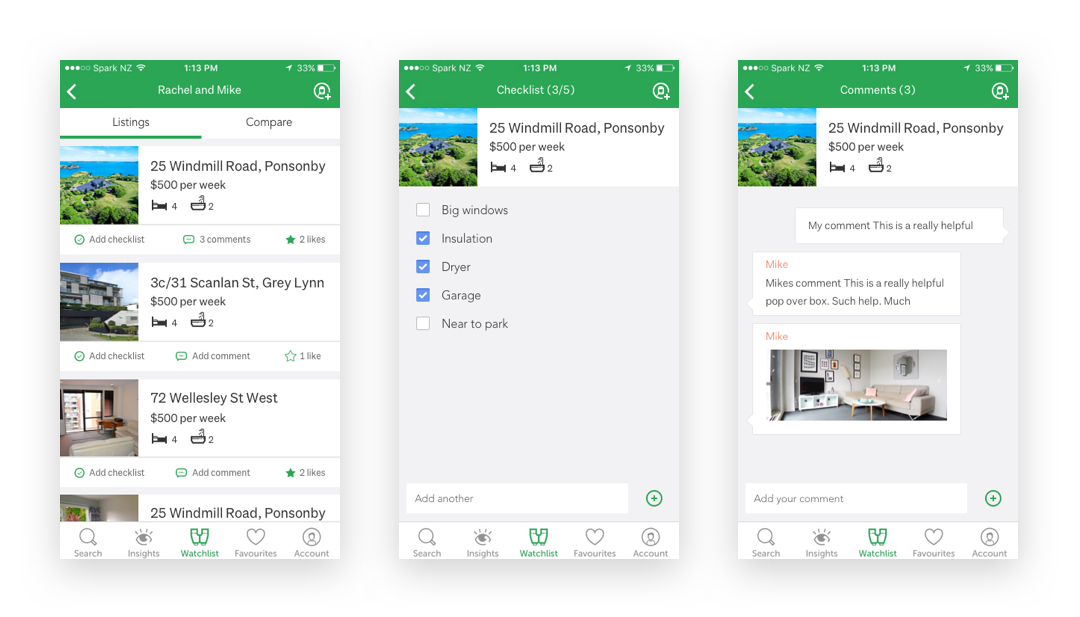 Spark NZ 1:13 PM 33%
Rachel and Mike
Listings Compare
25 Windmill Road, Ponsonby
$500 per week
4 2
Add checklist 3 comments 2 likes
3c/31 Scanlan St, Grey Lynn
$500 per week
4 2
Add checklist Add comment 1 like
72 Wellesley St West
$500 per week
4 2
Add checklist Add comment 2 likes
25 Windmill Road, Ponsonby
Search Insights Watchlist Favourites Account
Spark NZ 1:13 PM 33%
Checklist (3/5)
25 Windmill Road, Ponsonby
$500 per week
4 2
Big windows
Insulation
Dryer
Garage
Near to park
Add another
Search Insights Watchlist Favourites Account
Spark NZ 1:13 PM 33%
Comments (3)
25 Windmill Road, Ponsonby
$500 per week
4 2
My comment This is a really helpful
Mike
Mikes comment This is a really helpful
pop over box. Such help. Much
Mike
Add your comment
Search Insights Watchlist Favourites Account